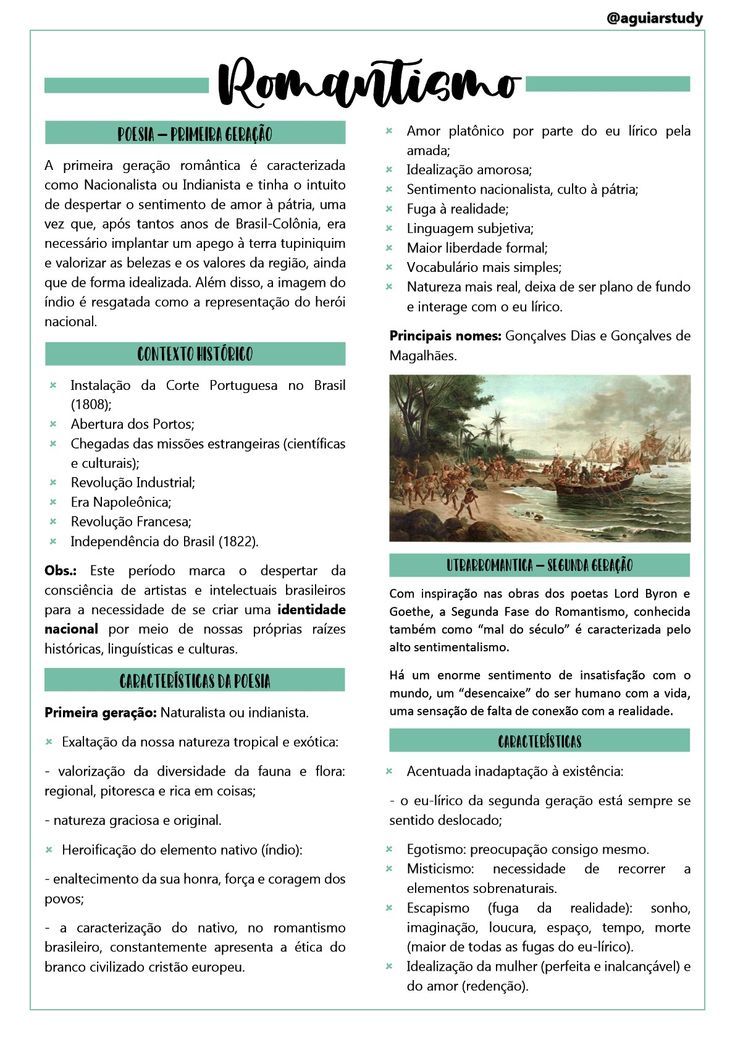 @aguiarstudy
Romantismo
POESIA – PRIMEIRA GERAÇÃO
A primeira geração romântica é caracterizada
como Nacionalista ou Indianista e tinha o intuito
de despertar o sentimento de amor à pátria, uma
vez que, após tantos anos de Brasil-Colônia, era
necessário implantar um apego à terra tupiniquim
e valorizar as belezas e os valores da região, ainda
que de forma idealizada. Além disso, a imagem do
índio é resgatada como a representação do herói
nacional.
CONTEXTO HISTÓRICO
× Instalação da Corte Portuguesa no Brasil
(1808);
× Abertura dos Portos;
× Chegadas das missões estrangeiras (científicas
e culturais);
× Revolução Industrial;
× Era Napoleônica;
× Revolução Francesa;
× Independência do Brasil (1822).
Obs.: Este período marca o despertar da
consciência de artistas e intelectuais brasileiros
para a necessidade de se criar uma identidade
nacional por meio de nossas próprias raízes
históricas, linguísticas e culturas.
CARACTERÍSTICAS DA POESIA
Primeira geração: Naturalista ou indianista.
× Exaltação da nossa natureza tropical e exótica:
- valorização da diversidade da fauna e flora:
regional, pitoresca e rica em coisas;
- natureza graciosa e original.
× Heroificação do elemento nativo (índio):
- enaltecimento da sua honra, força e coragem dos
povos;
- a caracterização do nativo, no romantismo
brasileiro, constantemente apresenta a ética do
branco civilizado cristão europeu.
× Amor platônico por parte do eu lírico pela
amada;
× Idealização amorosa;
× Sentimento nacionalista, culto à pátria;
× Fuga à realidade;
× Linguagem subjetiva;
× Maior liberdade formal;
× Vocabulário mais simples;
× Natureza mais real, deixa de ser plano de fundo
e interage com o eu lírico.
Principais nomes: Gonçalves Dias e Gonçalves de
Magalhães.
UTRARROMANTICA – SEGUNDA GERAÇÃO
Com inspiração nas obras dos poetas Lord Byron e
Goethe, a Segunda Fase do Romantismo, conhecida
também como “mal do século” é caracterizada pelo
alto sentimentalismo.
Há um enorme sentimento de insatisfação com o
mundo, um “desencaixe” do ser humano com a vida,
uma sensação de falta de conexão com a realidade.
CARACTERÍSTICAS
× Acentuada inadaptação à existência:
- o eu-lírico da segunda geração está sempre se
sentido deslocado;
× Egotismo: preocupação consigo mesmo.
× Misticismo: necessidade de recorrer a
elementos sobrenaturais.
× Escapismo (fuga da realidade): sonho,
imaginação, loucura, espaço, tempo, morte
(maior de todas as fugas do eu-lírico).
× Idealização da mulher (perfeita e inalcançável) e
do amor (redenção).